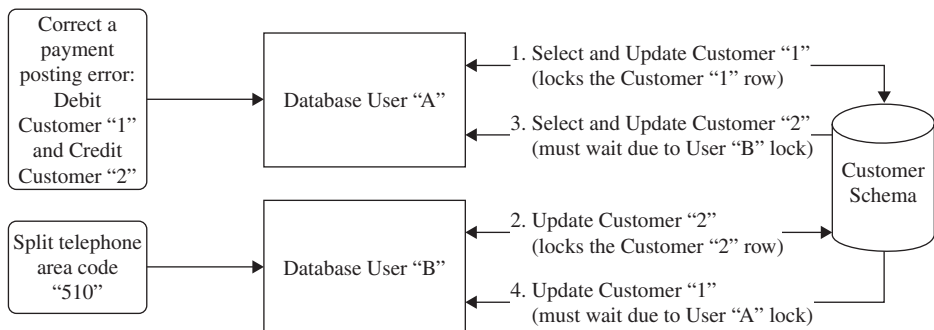 Correct a
payment
posting error:
Debit
Customer “1”
and Credit
Customer “2”
Database User “A”
1. Select and Update Customer “1”
(locks the Customer “1” row)
3. Select and Update Customer “2”
(must wait due to User “B” lock)
Customer
Schema
Split telephone
area code
“510”
Database User “B”
2. Update Customer “2”
(locks the Customer “2” row)
4. Update Customer “1”
(must wait due to User “A” lock)